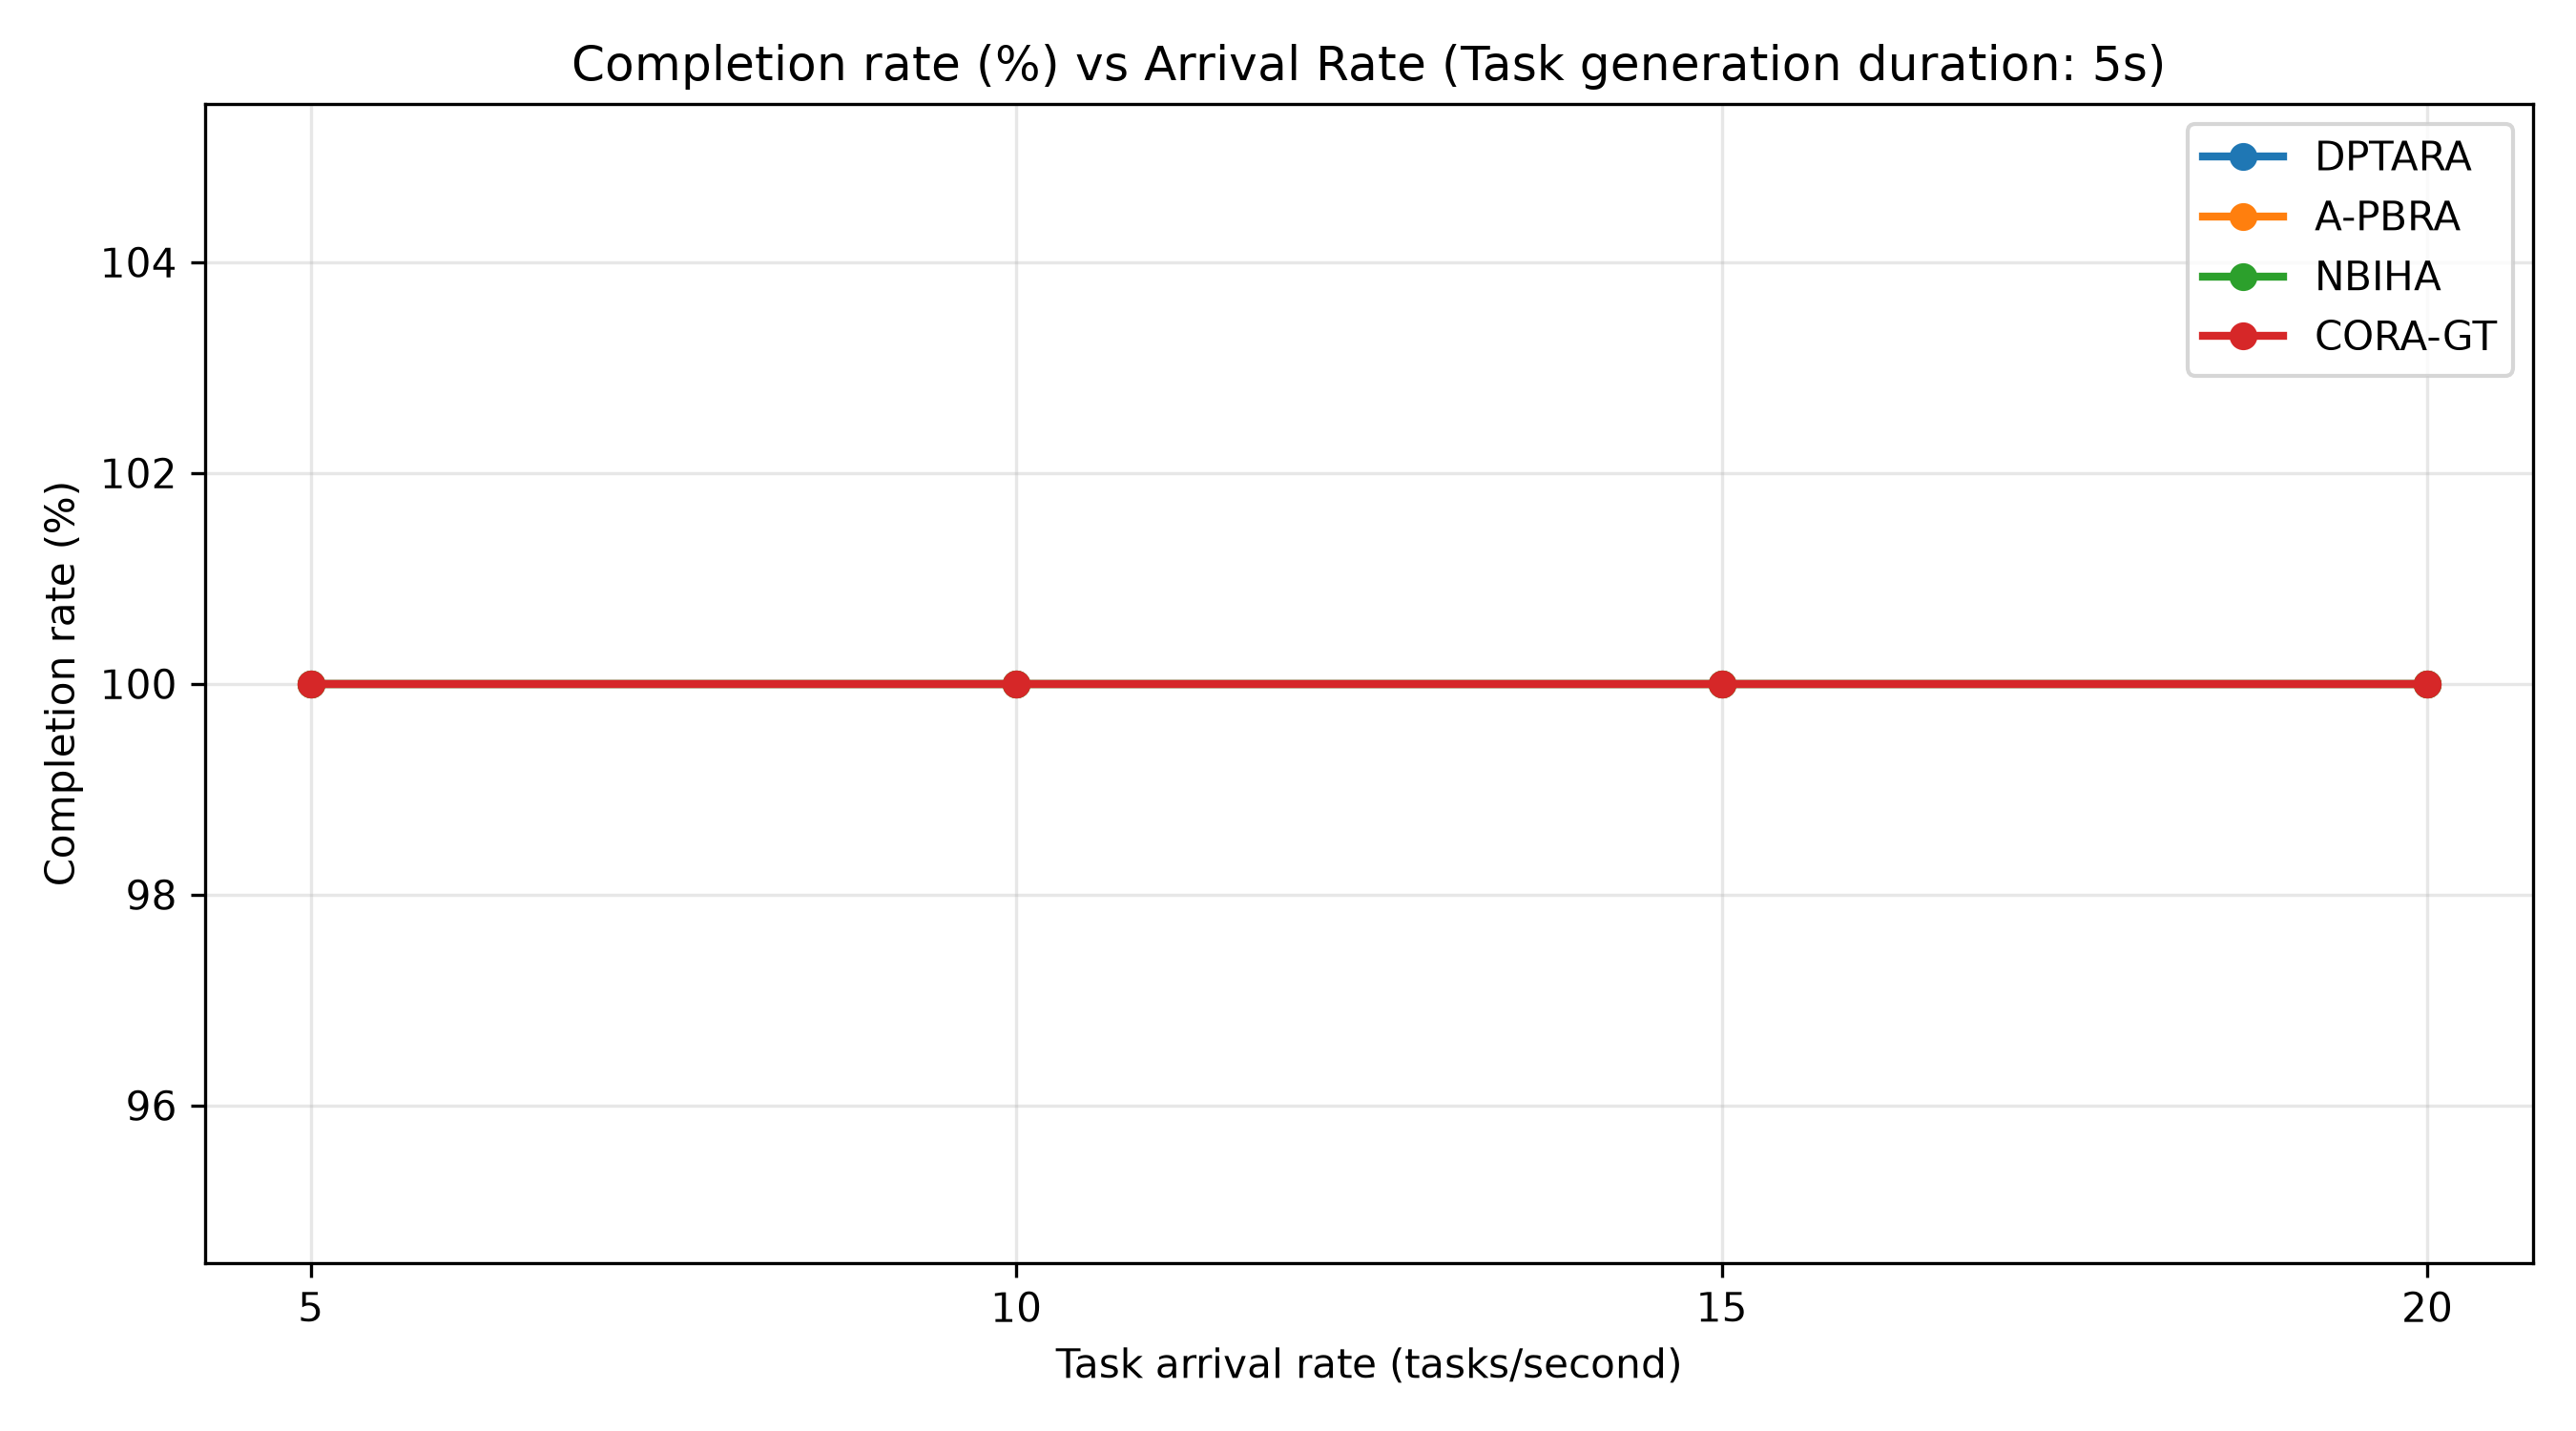 Completion rate (%) vs Arrival Rate (Task generation duration: 5s)
DPTARA
A-PBRA
NBIHA
CORA-GT
Completion rate (%)
104
102
100
98
96
5
10
15
20
Task arrival rate (tasks/second)